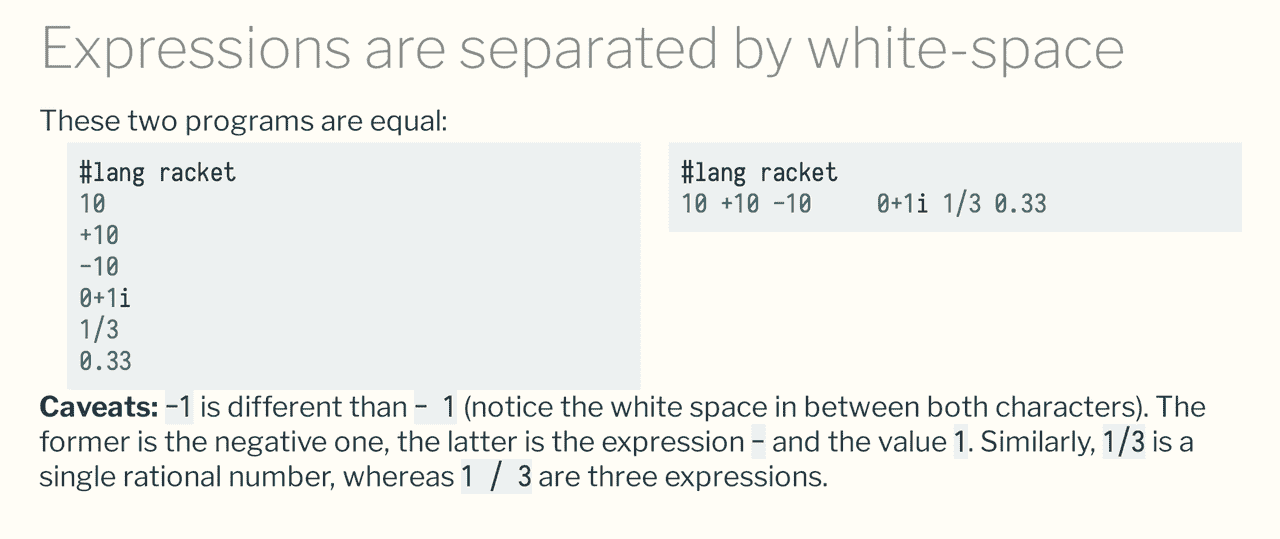 Expressions are separated by white-space
These two programs are equal:
#lang racket
10
+10
-10
0+1i
1/3
0.33
#lang racket
10 +10 -10     0+1i 1/3 0.33
Caveats: -1 is different than - 1 (notice the white space in between both characters). The
former is the negative one, the latter is the expression - and the value 1. Similarly, 1/3 is a
single rational number, whereas 1 / 3 are three expressions.